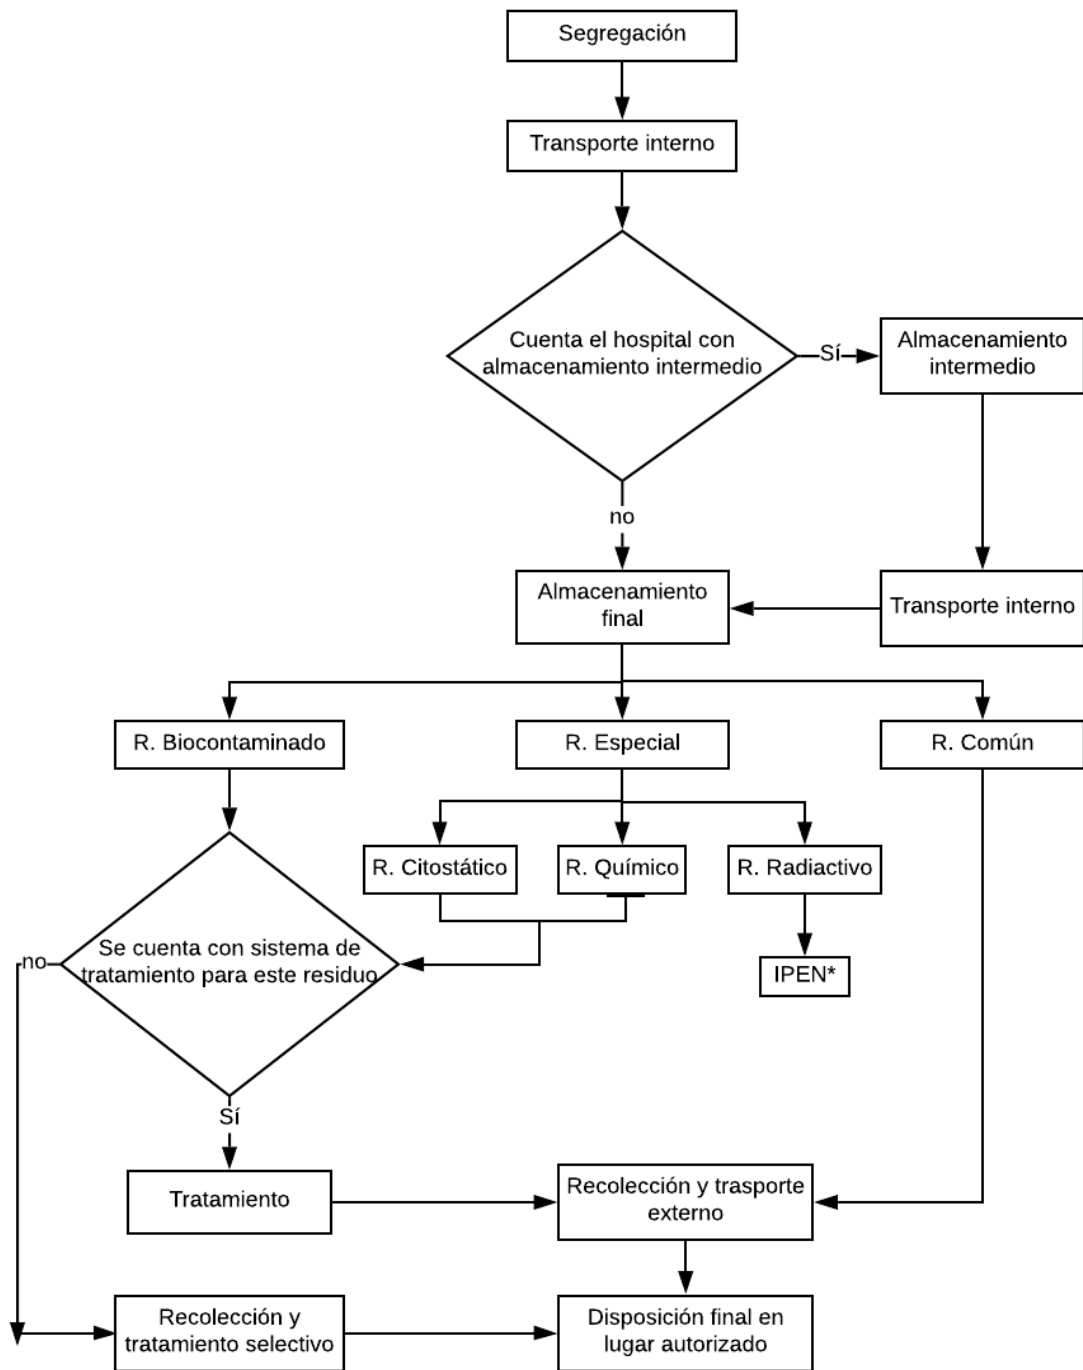 Segregación
Transporte interno
Cuenta el hospital con
almacenamiento intermedio
Sí
Almacenamiento
intermedio
no
Almacenamiento
final
Transporte interno
R. Biocontaminado
R. Especial
R. Común
R. Citostático
R. Químico
R. Radiactivo
Se cuenta con sistema de
tratamiento para este residuo
no
IPEN*
Sí
Tratamiento
Recolección y trasporte
externo
Recolección y
tratamiento selectivo
Disposición final en
lugar autorizado